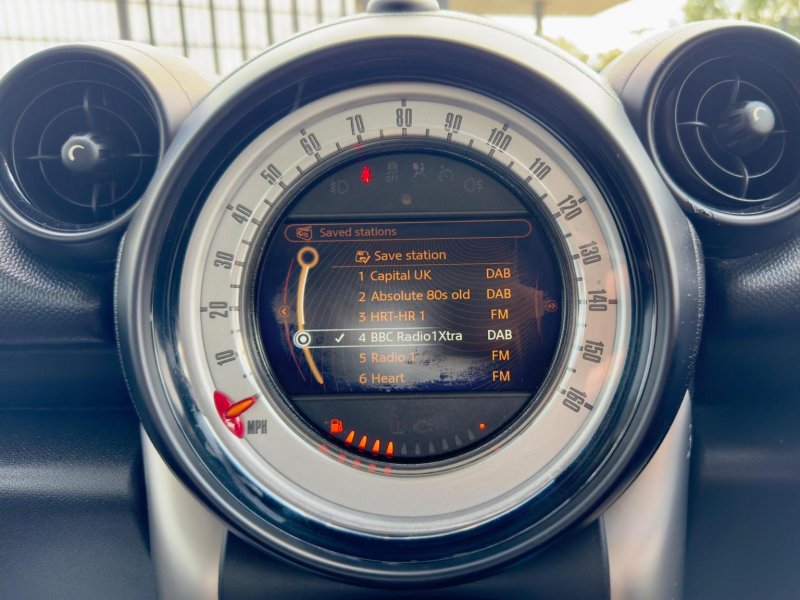 10
20
30
40
50
60
70
80
90
100
110
120
130
140
150
160
MPH
OFF
Saved stations
Save station
1 Capital UK DAB
2 Absolute 80s old DAB
3 HRT-HR 1 FM
4 BBC Radio1Xtra DAB
5 Radio 1 FM
6 Heart FM